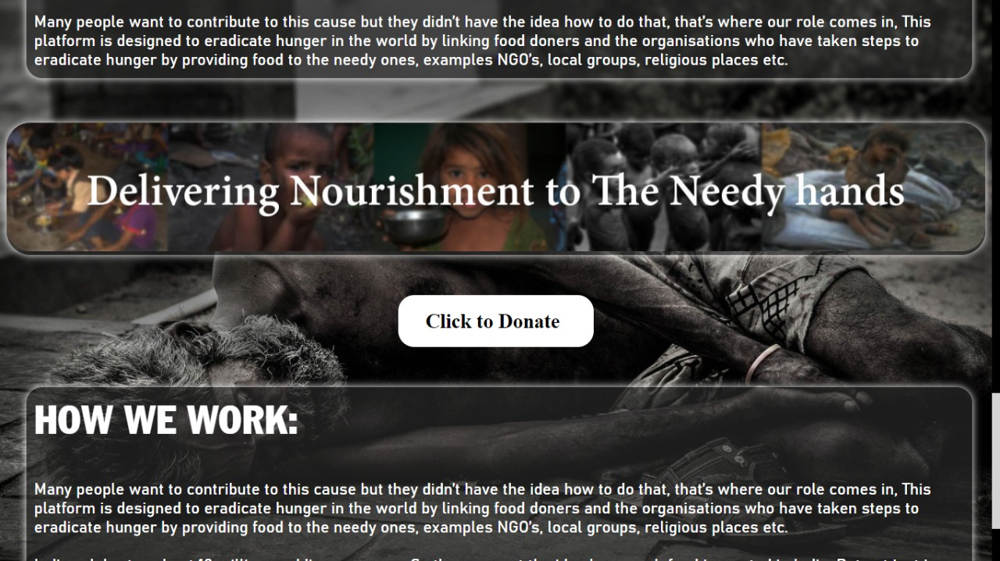 Many people want to contribute to this cause but they didn't have the idea how to do that, that's where our role comes in, This
platform is designed to eradicate hunger in the world by linking food doners and the organisations who have taken steps to
eradicate hunger by providing food to the needy ones, examples NGO's, local groups, religious places etc.
Delivering Nourishment to The Needy hands
Click to Donate
HOW WE WORK:
Many people want to contribute to this cause but they didn't have the idea how to do that, that's where our role comes in, This
platform is designed to eradicate hunger in the world by linking food doners and the organisations who have taken steps to
eradicate hunger by providing food to the needy ones, examples NGO's, local groups, religious places etc.